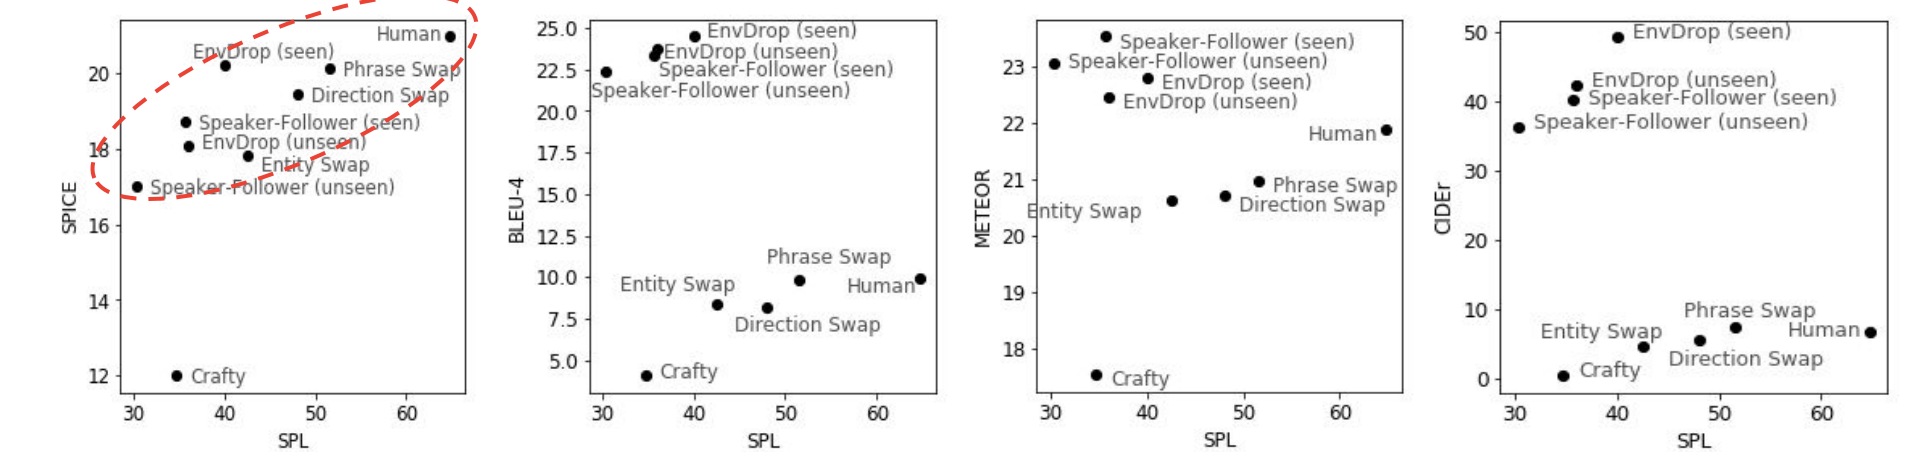 SPICE
20
18
16
14
12
30
40
50
60
SPL
Human
EnvDrop (seen)
Phrase Swap
Direction Swap
Speaker-Follower (seen)
EnvDrop (unseen)
Entity Swap
Speaker-Follower (unseen)
Crafty
BLEU-4
25.0
22.5
20.0
17.5
15.0
12.5
10.0
7.5
5.0
30
40
50
60
SPL
EnvDrop (seen)
EnvDrop (unseen)
Speaker-Follower (seen)
Speaker-Follower (unseen)
Phrase Swap
Entity Swap
Human
Direction Swap
Crafty
METEOR
23
22
21
20
19
18
30
40
50
60
SPL
Speaker-Follower (seen)
Speaker-Follower (unseen)
EnvDrop (seen)
EnvDrop (unseen)
Human
Phrase Swap
Direction Swap
Entity Swap
Crafty
CIDEr
50
40
30
20
10
0
30
40
50
60
SPL
EnvDrop (seen)
EnvDrop (unseen)
Speaker-Follower (seen)
Speaker-Follower (unseen)
Phrase Swap
Entity Swap
Human
Direction Swap
Crafty